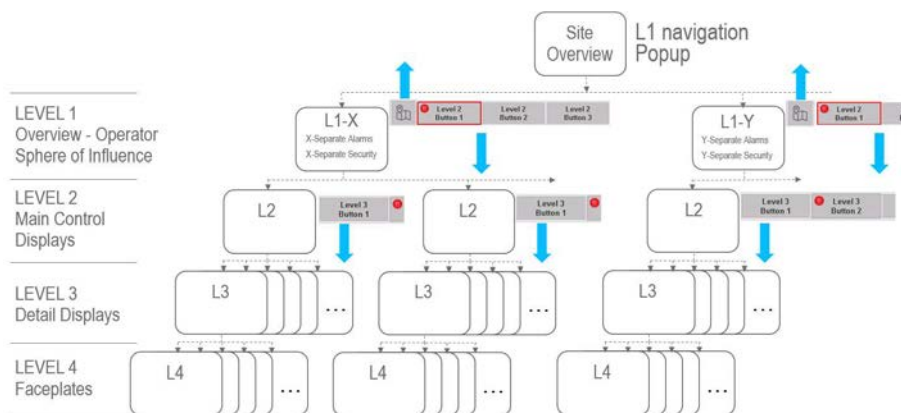 Site
Overview
L1 navigation
Popup
LEVEL 1
Overview - Operator
Sphere of Influence
L1-X
X-Separate Alarms
X-Separate Security
Level 2
Button 1
Level 2
Button 2
Level 2
Button 3
L1-Y
Y-Separate Alarms
Y-Separate Security
Level 2
Button 1
LEVEL 2
Main Control
Displays
L2
Level 3
Button 1
L2
Level 3
Button 1
L2
Level 3
Button 1
Level 3
Button 2
LEVEL 3
Detail Displays
L3
...
L3
...
L3
...
LEVEL 4
Faceplates
L4
...
L4
...
L4
...